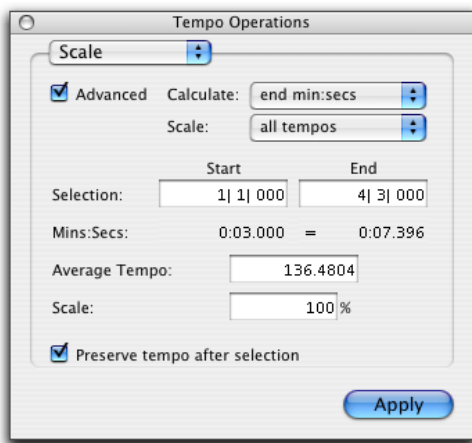 Tempo Operations
Scale
Advanced Calculate: end min:secs
Scale: all tempos
Start End
Selection: 1| 1| 000 4| 3| 000
Mins:Secs: 0:03.000 = 0:07.396
Average Tempo: 136.4804
Scale: 100 %
Preserve tempo after selection
Apply